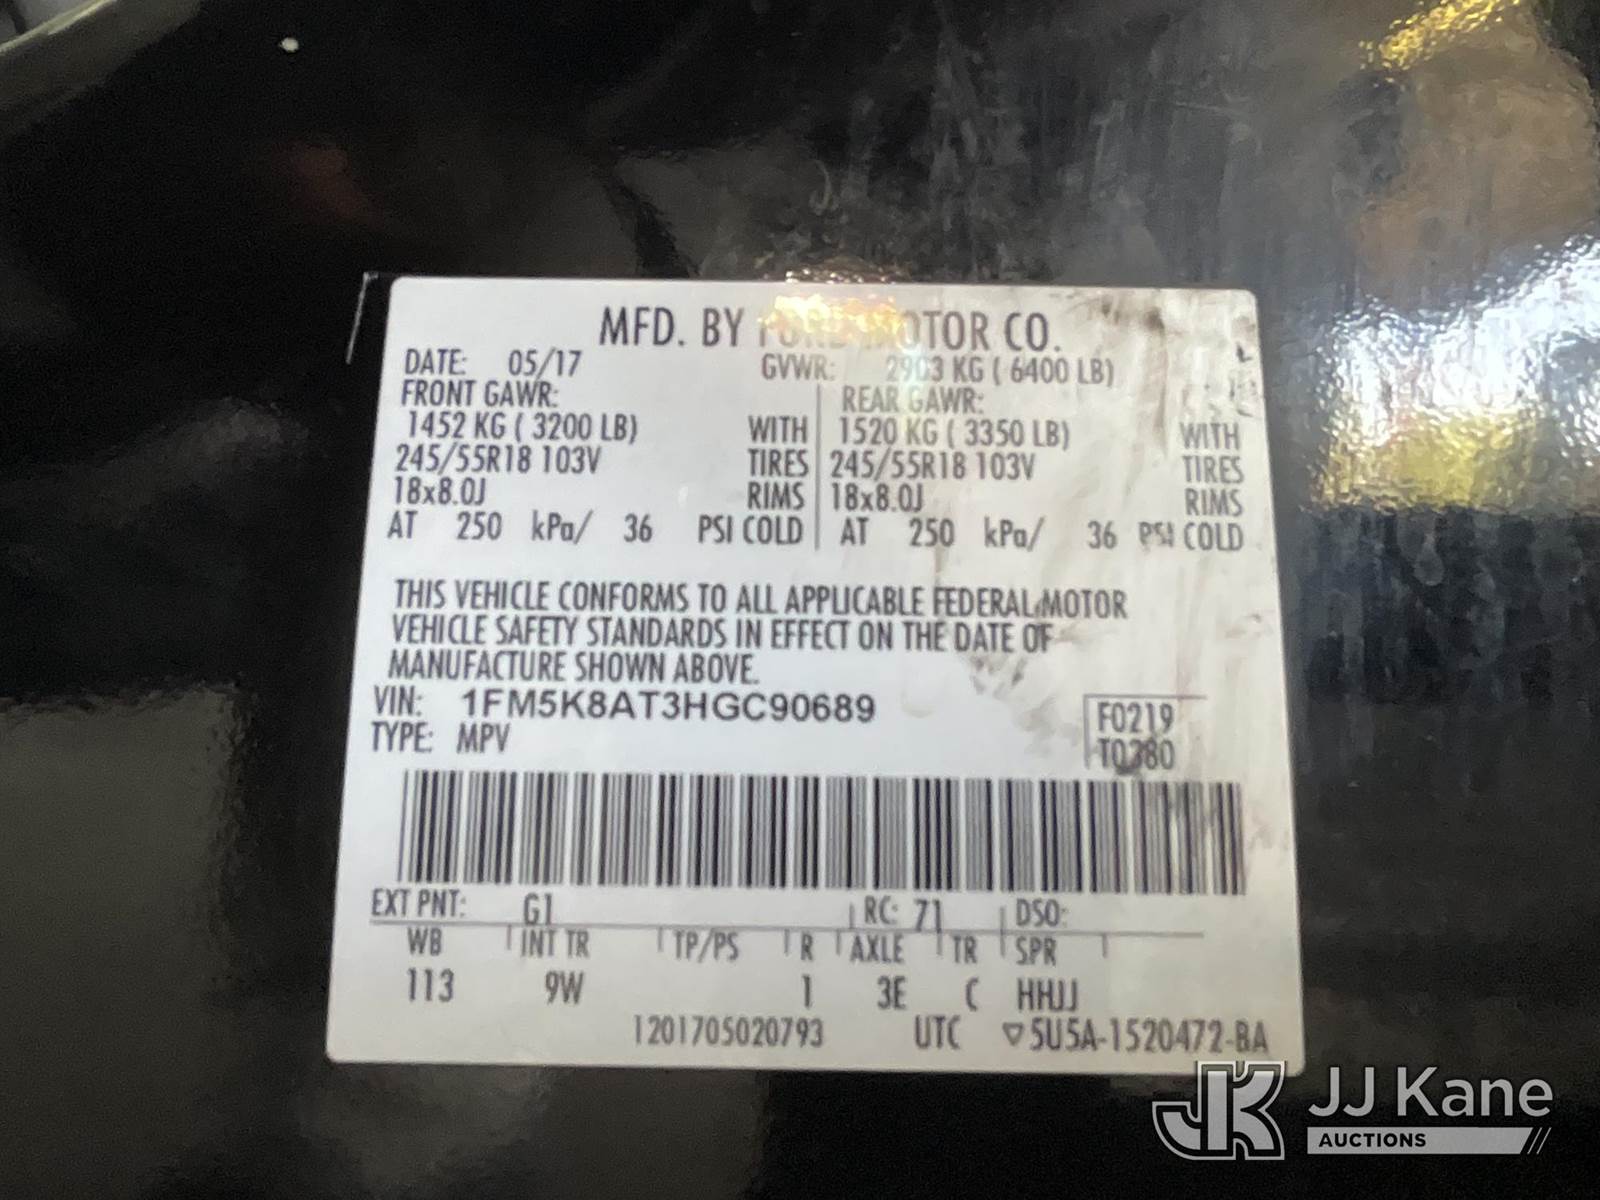 MFD. BY FORD MOTOR CO.
DATE: 05/17 GVWR: 2903 KG ( 6400 LB)
FRONT GAWR: REAR GAWR:
1452 KG ( 3200 LB) WITH 1520 KG ( 3350 LB) WITH
245/55R18 103V TIRES 245/55R18 103V TIRES
18x8.0J RIMS 18x8.0J RIMS
AT 250 kPa/ 36 PSI COLD AT 250 kPa/ 36 PSI COLD
THIS VEHICLE CONFORMS TO ALL APPLICABLE FEDERAL MOTOR
VEHICLE SAFETY STANDARDS IN EFFECT ON THE DATE OF
MANUFACTURE SHOWN ABOVE.
VIN: 1FM5K8AT3HGC90689 F0219
TYPE: MPV T0380
EXT PNT: G1 RC: 71 DSO:
WB INT TR TP/PS R AXLE TR SPR
113 9W 1 3E C HHJJ
1201705020793 UTC ▽5U5A-1520472-BA
JK JJ Kane
AUCTIONS